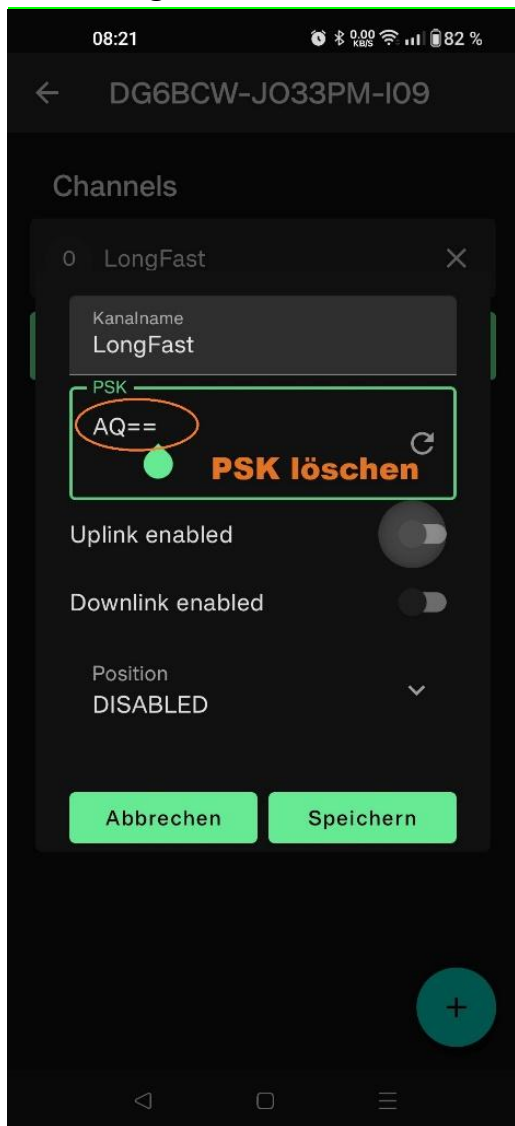 08:21 0.00 KB/S 82 %
DG6BCW-JO33PM-I09
Channels
0 LongFast
Kanalname
LongFast
PSK
AQ==
PSK löschen
Uplink enabled
Downlink enabled
Position
DISABLED
Abbrechen Speichern